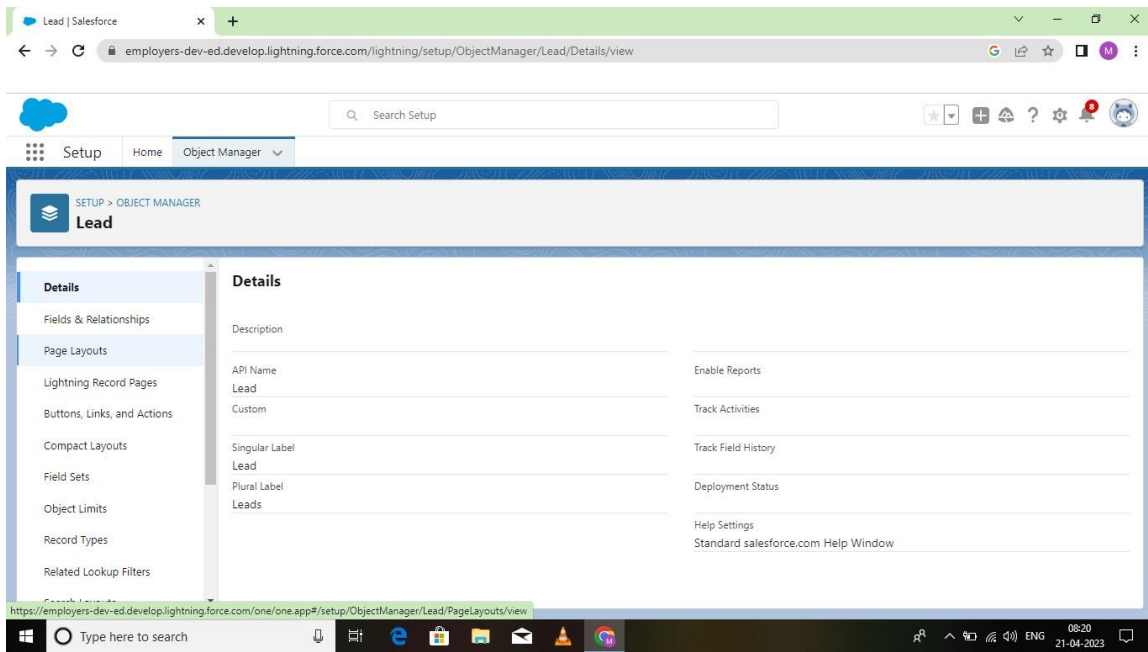 Lead | Salesforce
employers-dev-ed.develop.lightning.force.com/lightning/setup/ObjectManager/Lead/Details/view
G
M
Search Setup
8
Setup
Home
Object Manager
SETUP > OBJECT MANAGER
Lead
Details
Fields & Relationships
Page Layouts
Lightning Record Pages
Buttons, Links, and Actions
Compact Layouts
Field Sets
Object Limits
Record Types
Related Lookup Filters
Details
Description
API Name
Lead
Custom
Singular Label
Lead
Plural Label
Leads
Enable Reports
Track Activities
Track Field History
Deployment Status
Help Settings
Standard salesforce.com Help Window
https://employers-dev-ed.develop.lightning.force.com/one/one.app#/setup/ObjectManager/Lead/PageLayouts/view
Type here to search
ENG
08:20
21-04-2023